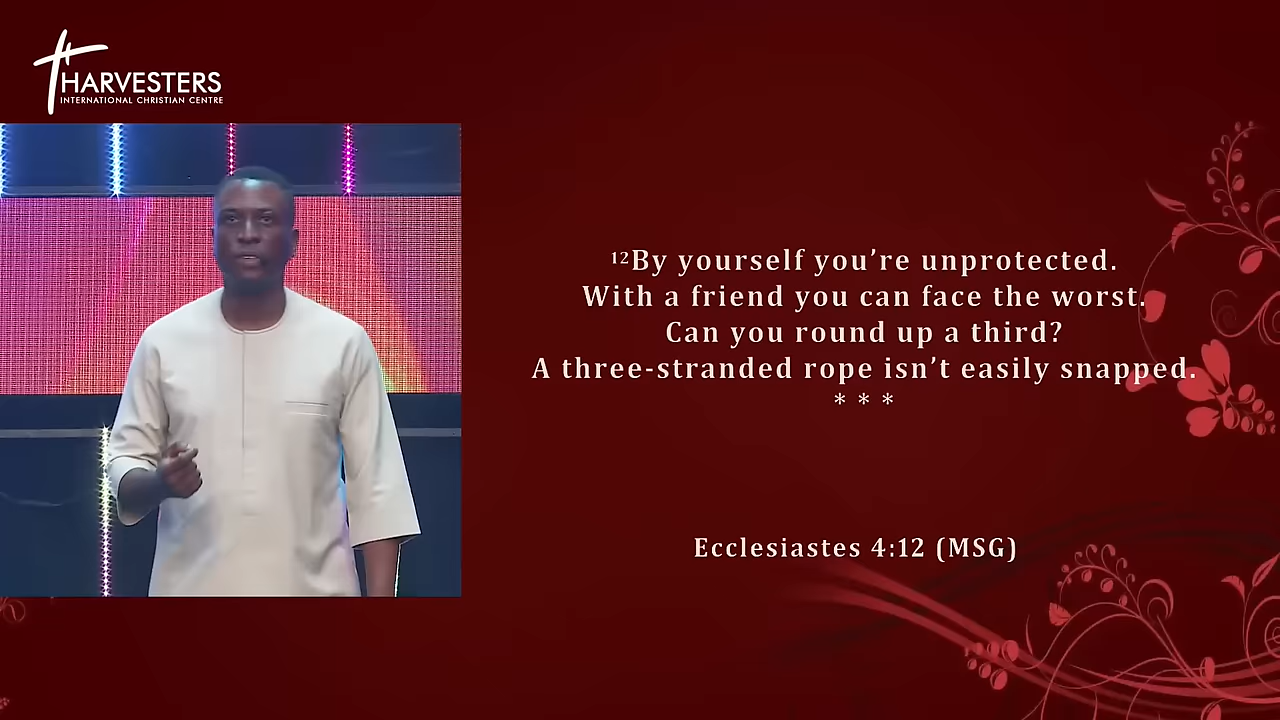 HARVESTERS
INTERNATIONAL CHRISTIAN CENTRE
¹²By yourself you’re unprotected.
With a friend you can face the worst.
Can you round up a third?
A three-stranded rope isn’t easily snapped.
* * *
Ecclesiastes 4:12 (MSG)